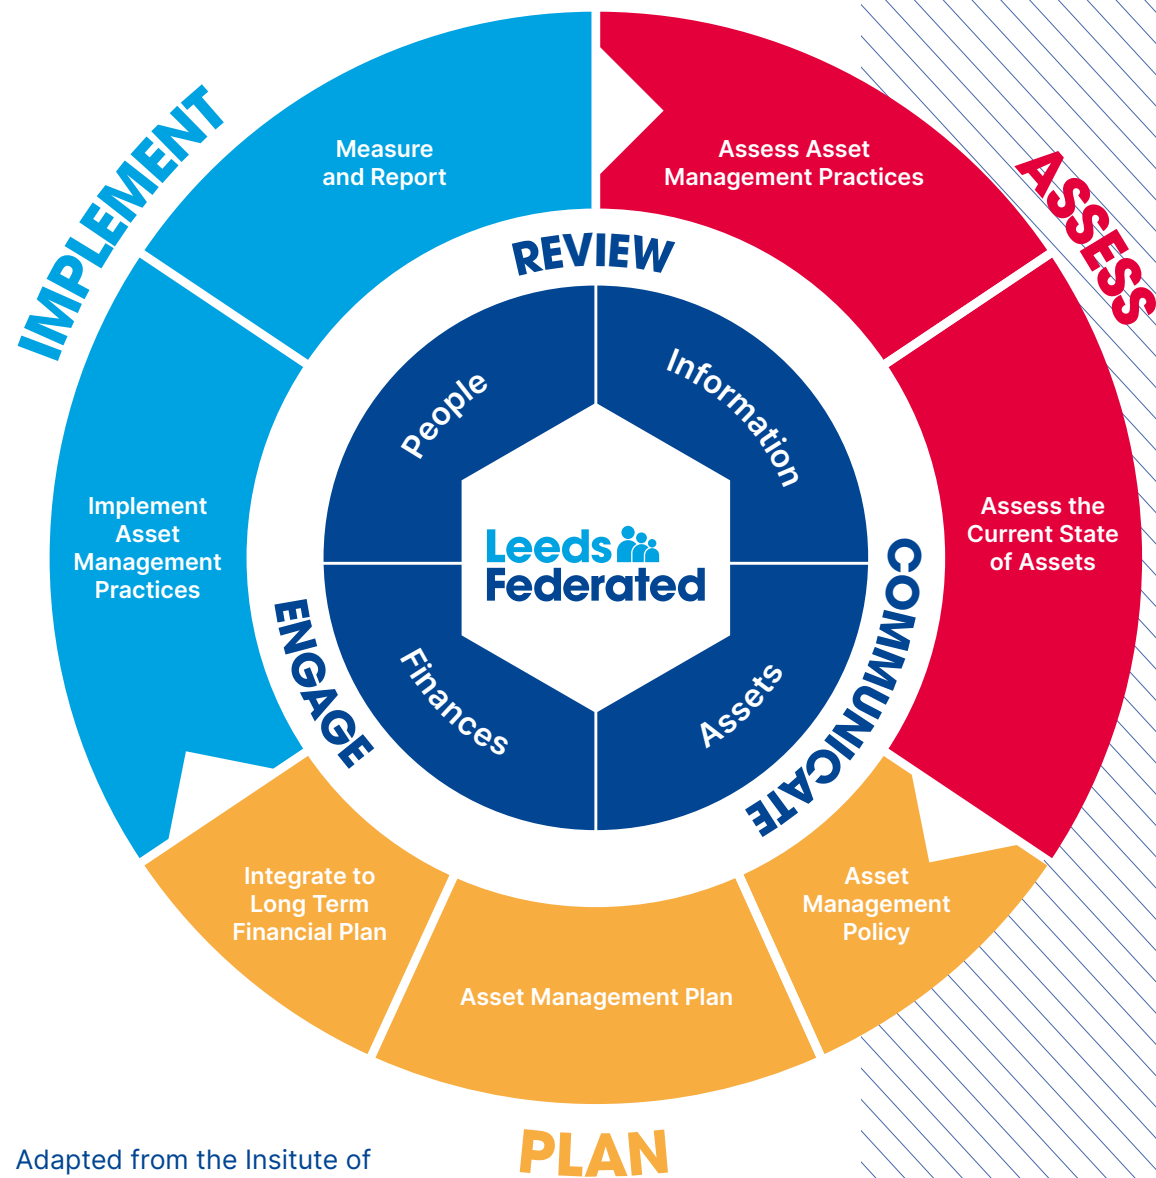 IMPLEMENT
Measure
and Report
Assess Asset
Management Practices
ASSESS
REVIEW
People
Information
Implement
Asset
Management
Practices
Leeds
Federated
Assess the
Current State
of Assets
ENGAGE
COMMUNICATE
Finances
Assets
Integrate to
Long Term
Financial Plan
Asset Management Plan
Asset
Management
Policy
PLAN
Adapted from the Insitute of